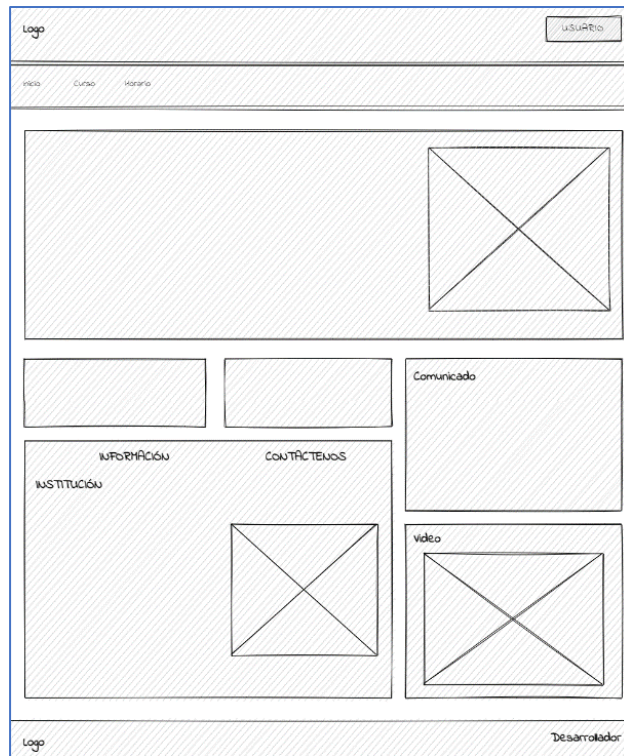 Logo
USUARIO
Inicio Curso Horario
Comunicado
INFORMACIÓN CONTÁCTENOS
INSTITUCIÓN
Video
Logo
Desarrollador